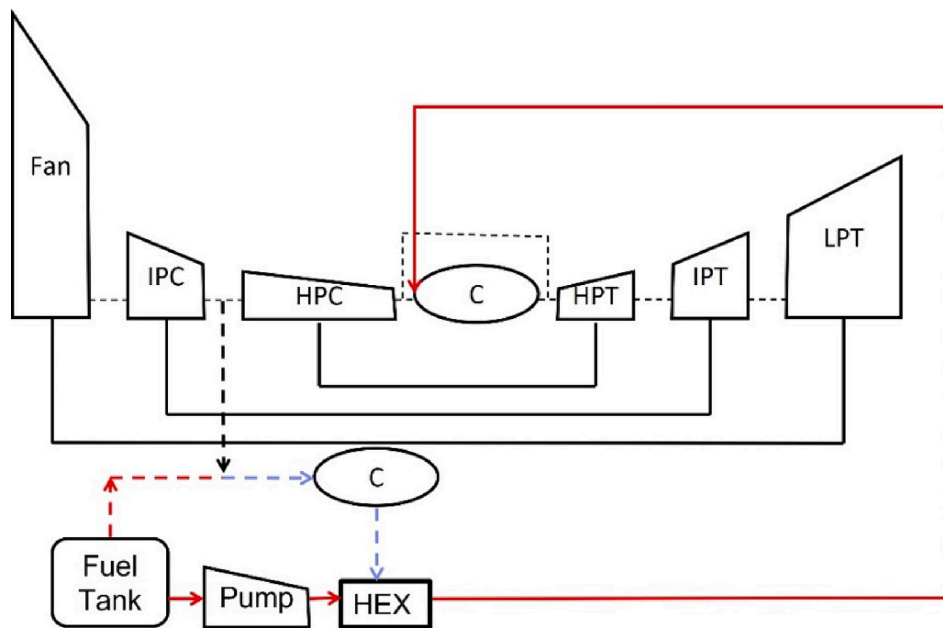 Fan
IPC
HPC
C
HPT
IPT
LPT
C
Fuel
Tank
Pump
HEX